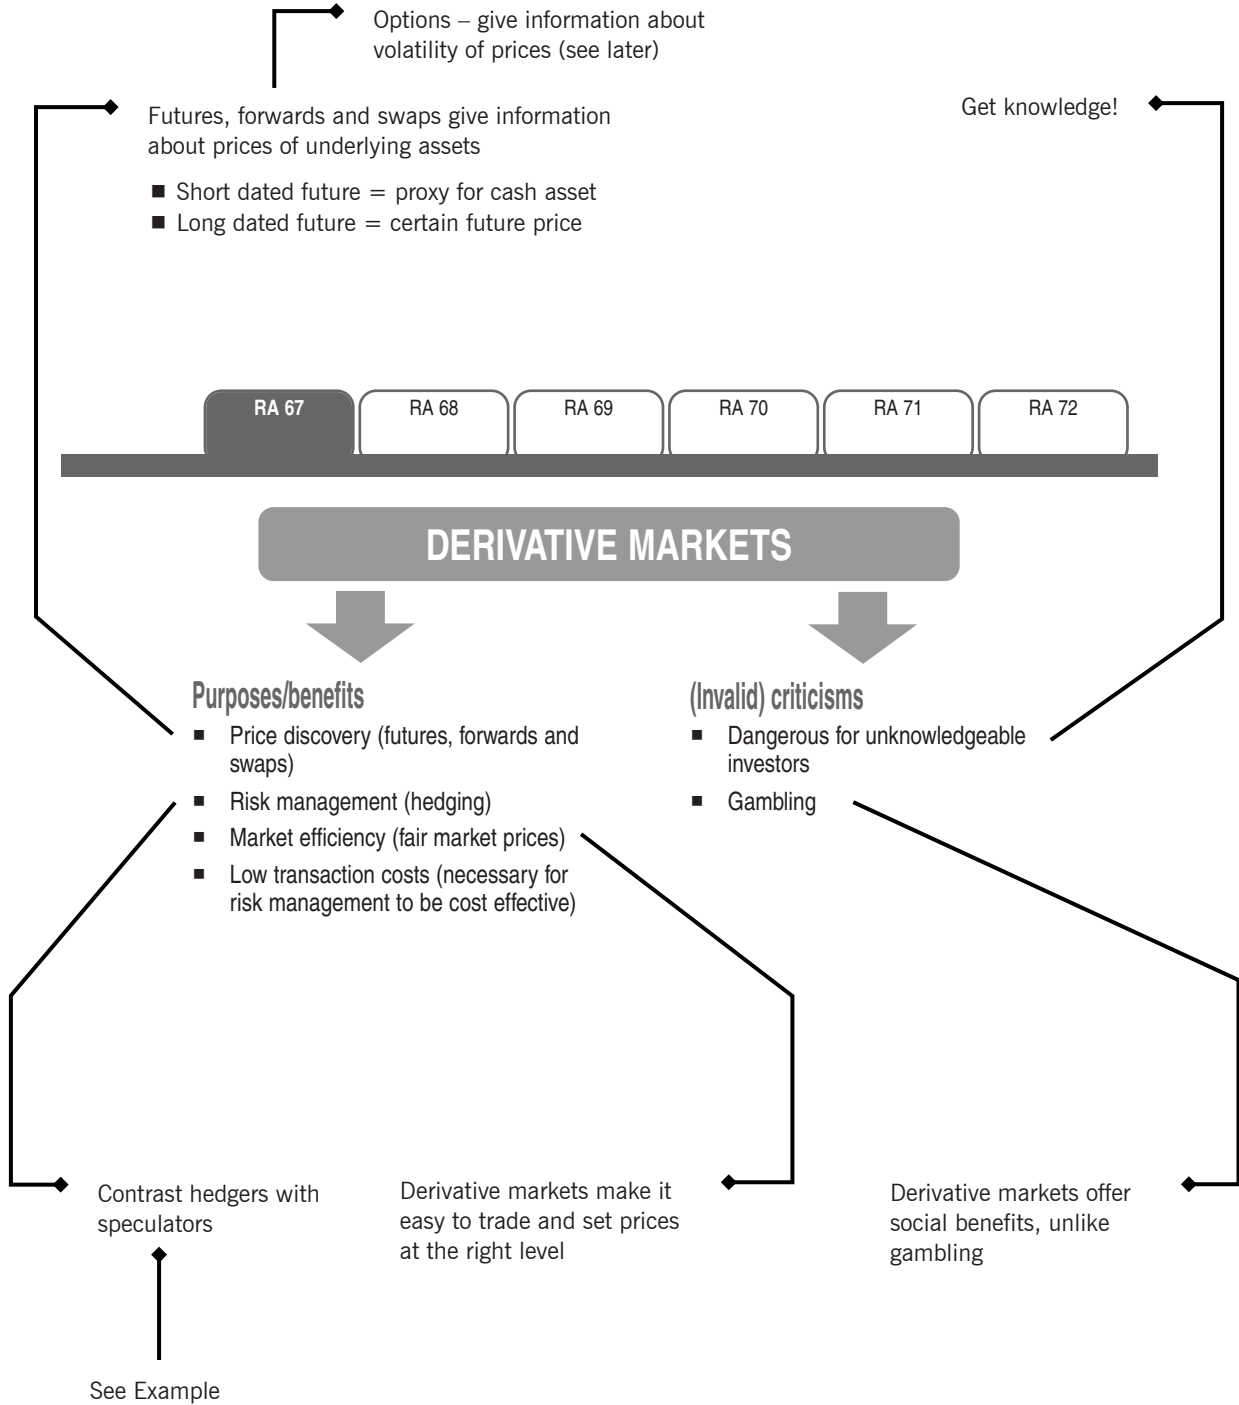 Options – give information about
volatility of prices (see later)
Futures, forwards and swaps give information
about prices of underlying assets
■ Short dated future = proxy for cash asset
■ Long dated future = certain future price
Get knowledge!
RA 67
RA 68
RA 69
RA 70
RA 71
RA 72
DERIVATIVE MARKETS
Purposes/benefits
■ Price discovery (futures, forwards and
swaps)
■ Risk management (hedging)
■ Market efficiency (fair market prices)
■ Low transaction costs (necessary for
risk management to be cost effective)
(Invalid) criticisms
■ Dangerous for unknowledgeable
investors
■ Gambling
Contrast hedgers with
speculators
See Example
Derivative markets make it
easy to trade and set prices
at the right level
Derivative markets offer
social benefits, unlike
gambling